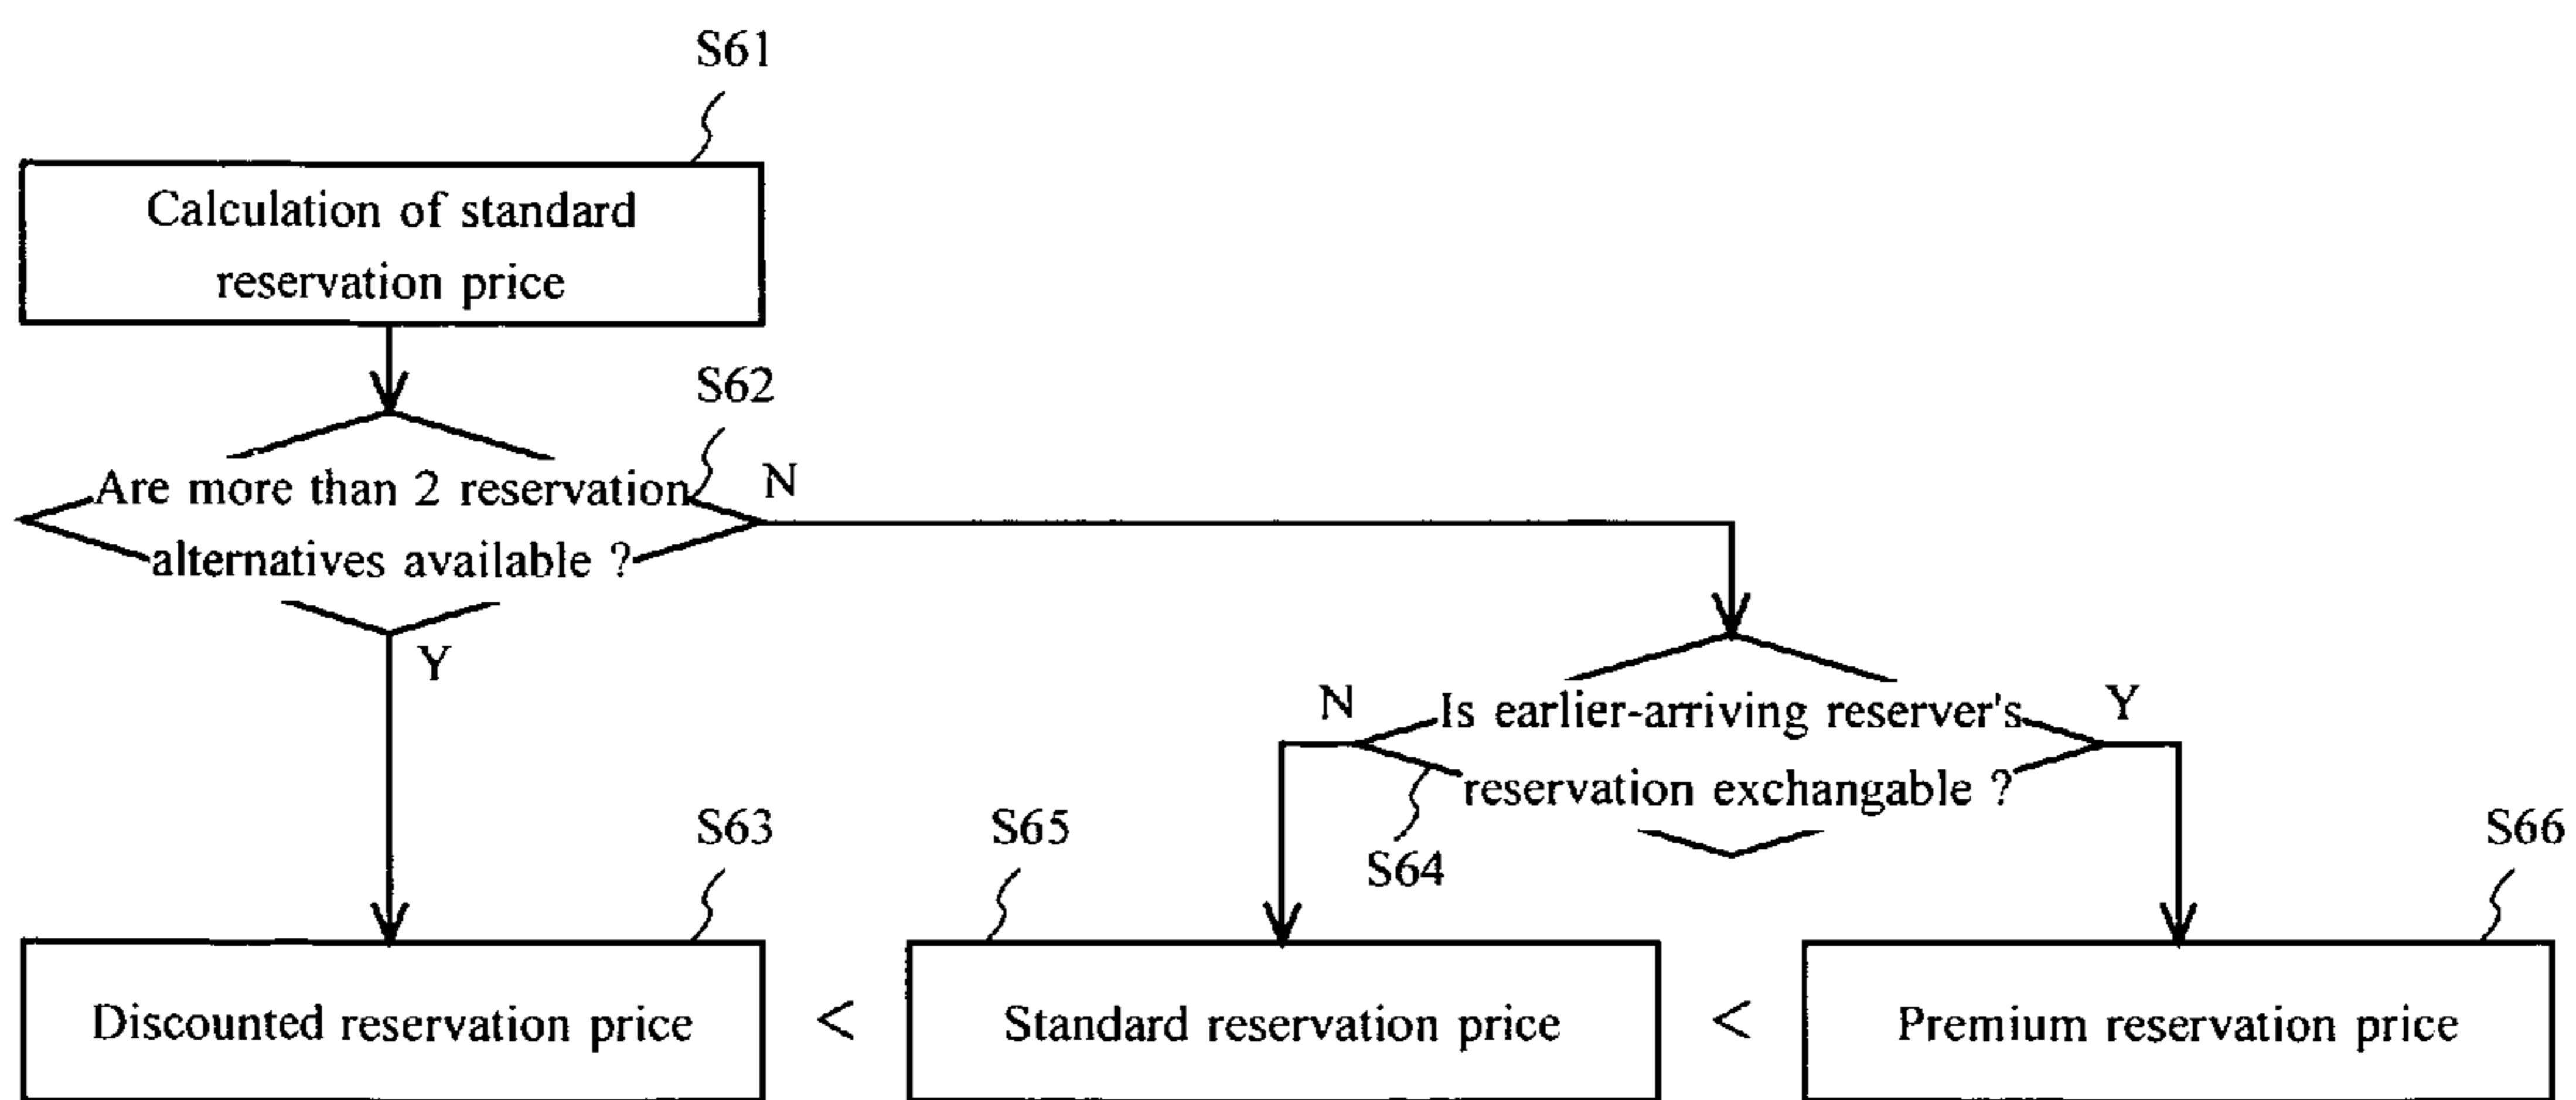 S61
Calculation of standard
reservation price
S62
Are more than 2 reservation
alternatives available ?
N
Y
Is earlier-arriving reserver's
reservation exchangable ?
N
Y
S64
S63
S65
S66
Discounted reservation price
<
Standard reservation price
<
Premium reservation price